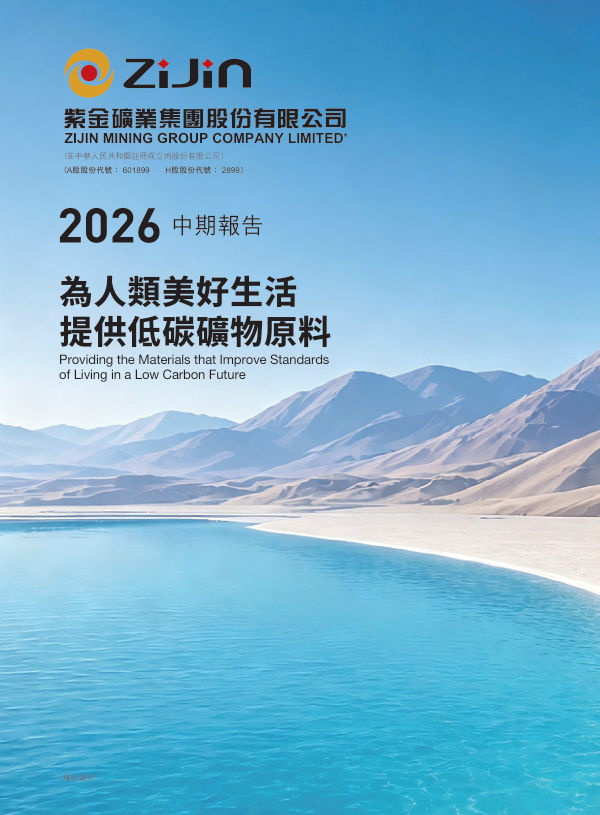 ZiJin
紫金礦業集團股份有限公司
ZIJIN MINING GROUP COMPANY LIMITED*
（在中華人民共和國註冊成立的股份有限公司）
（A股股份代號： 601899 H股股份代號： 2899）
2026 中期報告
為人類美好生活
提供低碳礦物原料
Providing the Materials that Improve Standards
of Living in a Low Carbon Future